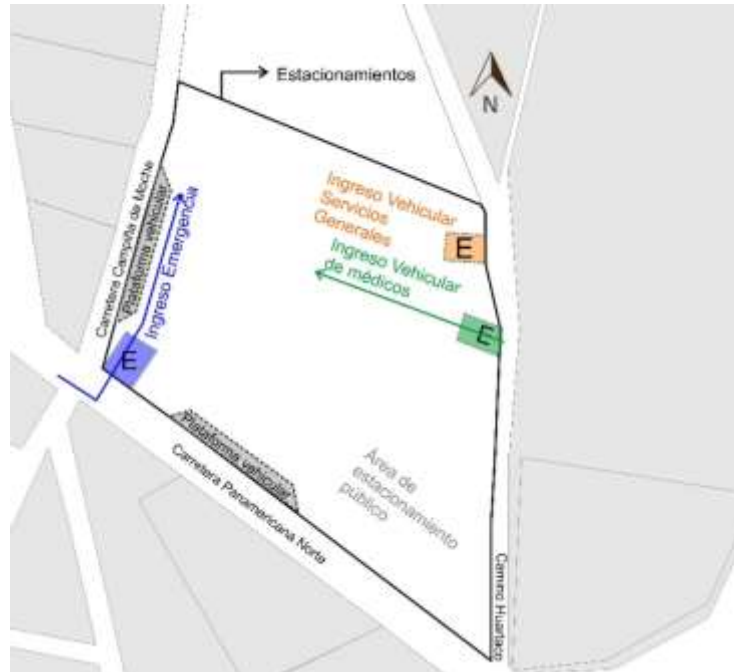 Estacionamientos
N
Ingreso Vehicular
Servicios
Generales
E
Ingreso Vehicular
de médicos
E
Carretera Campiña de Moche
Plataforma vehicular
Ingreso Emergencia
E
Plataforma vehicular
Carretera Panamericana Norte
Área de
estacionamiento
público
Camino Huartaco